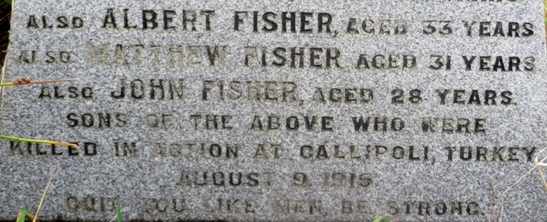 ALSO ALBERT FISHER, AGED 33 YEARS
ALSO MATTHEW FISHER, AGED 31 YEARS
ALSO JOHN FISHER, AGED 28 YEARS.
SONS OF THE ABOVE WHO WERE
KILLED IN ACTION AT GALLIPOLI, TURKEY
AUGUST 9, 1915.
QUIT YOU LIKE MEN BE STRONG.